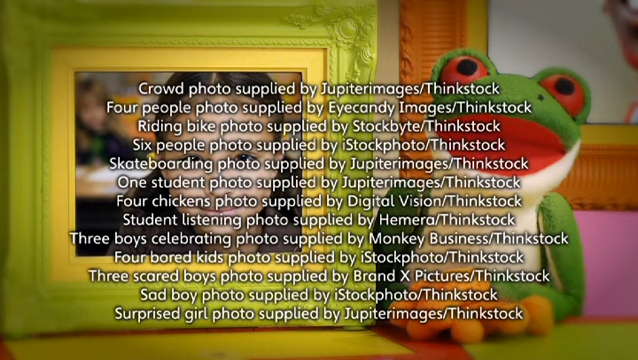 Crowd photo supplied by Jupiterimages/Thinkstock
Four people photo supplied by Eyecandy Images/Thinkstock
Riding bike photo supplied by Stockbyte/Thinkstock
Six people photo supplied by iStockphoto/Thinkstock
Skateboarding photo supplied by Jupiterimages/Thinkstock
One student photo supplied by Jupiterimages/Thinkstock
Four chickens photo supplied by Digital Vision/Thinkstock
Student listening photo supplied by Hemera/Thinkstock
Three boys celebrating photo supplied by Monkey Business/Thinkstock
Four bored kids photo supplied by iStockphoto/Thinkstock
Three scared boys photo supplied by Brand X Pictures/Thinkstock
Sad boy photo supplied by iStockphoto/Thinkstock
Surprised girl photo supplied by Jupiterimages/Thinkstock